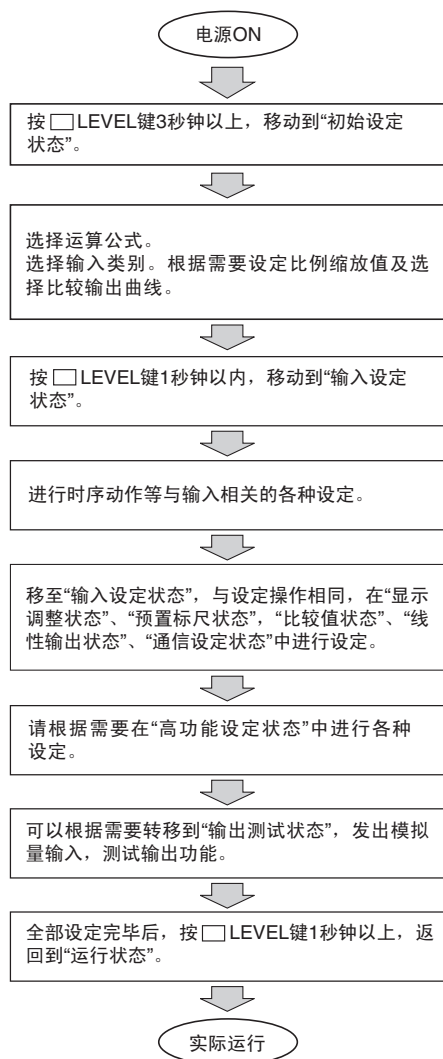 电源ON
按□LEVEL键3秒钟以上，移动到“初始设定
状态”。
选择运算公式。
选择输入类别。根据需要设定比例缩放值及选
择比较输出曲线。
按□LEVEL键1秒钟以内，移动到“输入设定
状态”。
进行时序动作等与输入相关的各种设定。
移至“输入设定状态”，与设定操作相同，在“显示
调整状态”、“预置标尺状态”，“比较值状态”、“线
性输出状态”、“通信设定状态”中进行设定。
请根据需要在“高功能设定状态”中进行各种
设定。
可以根据需要转移到“输出测试状态”，发出模拟
量输入，测试输出功能。
全部设定完毕后，按□LEVEL键1秒钟以上，返
回到“运行状态”。
实际运行